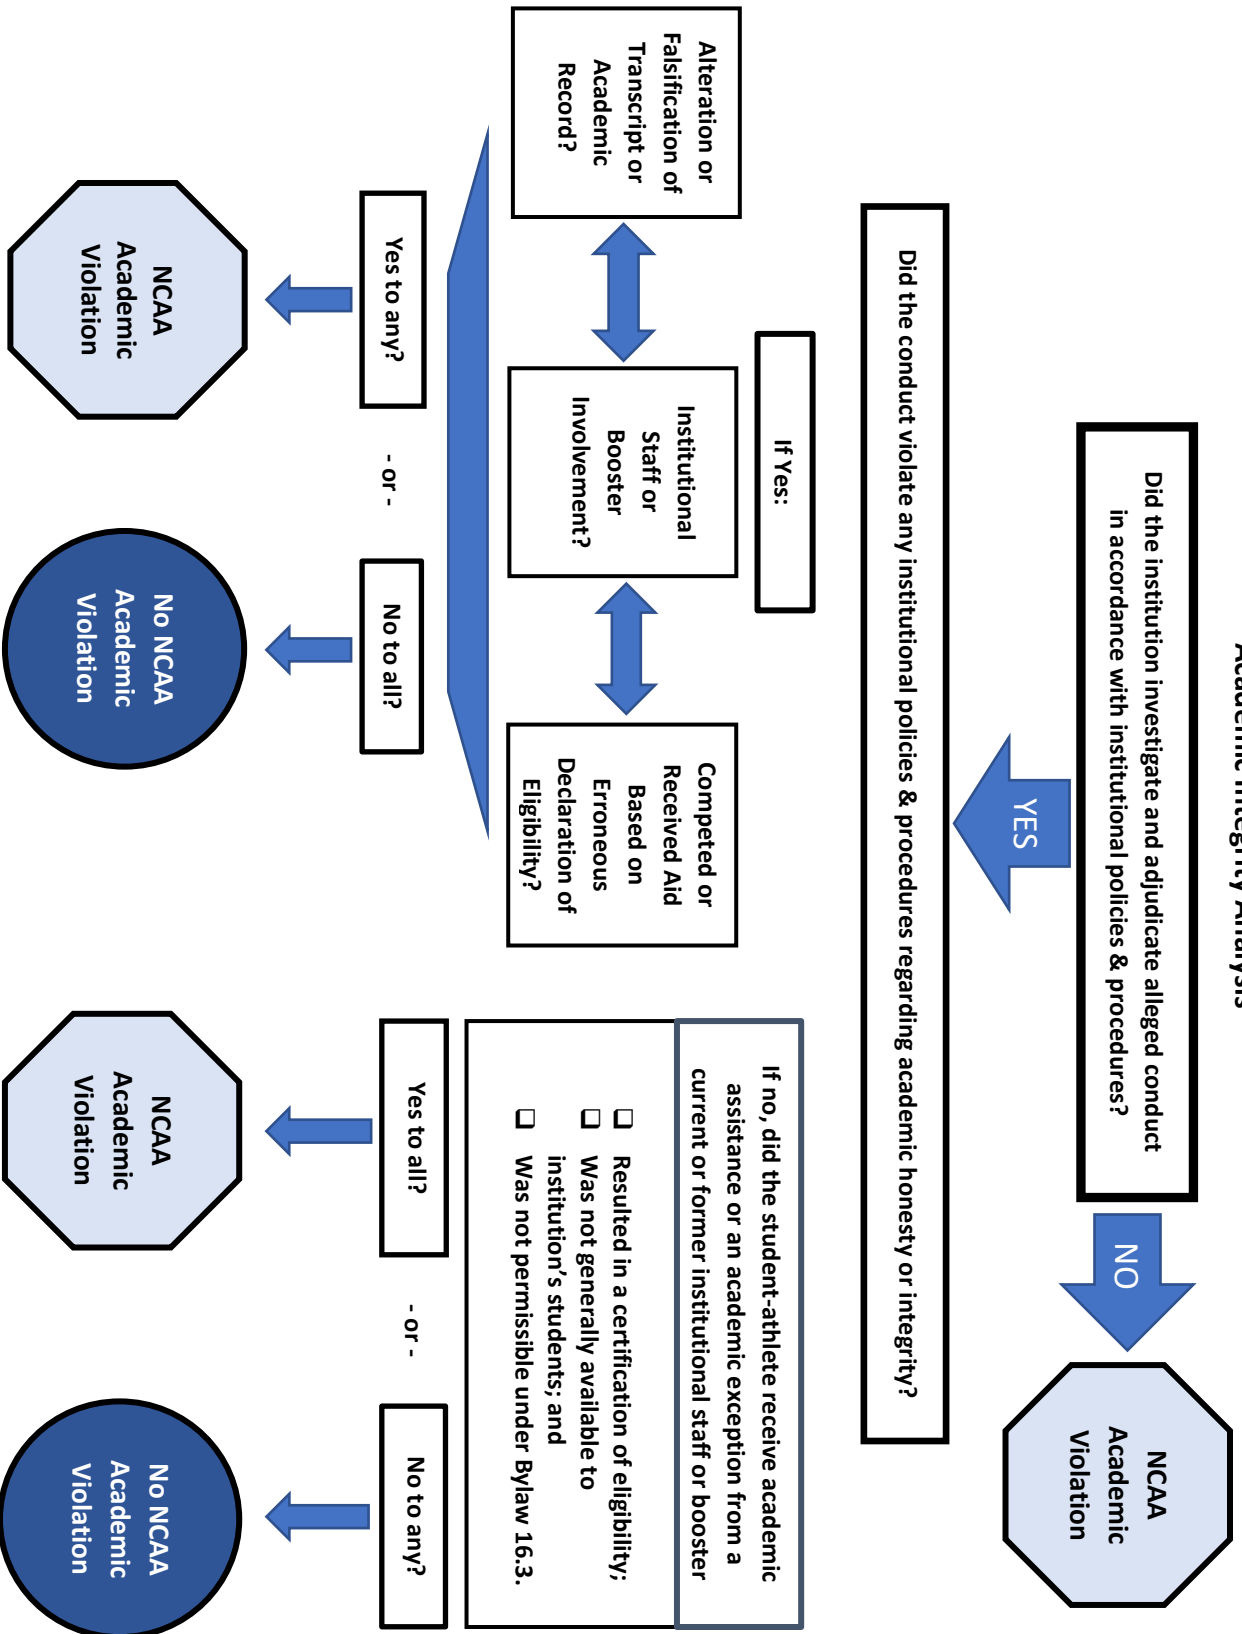 Academic Integrity Analysis
Did the institution investigate and adjudicate alleged conduct
in accordance with institutional policies & procedures?
NO
NCAA
Academic
Violation
YES
Did the conduct violate any institutional policies & procedures regarding academic honesty or integrity?
If Yes:
Alteration or
Falsification of
Transcript or
Academic
Record?
Institutional
Staff or
Booster
Involvement?
Competed or
Received Aid
Based on
Erroneous
Declaration of
Eligibility?
Yes to any?
- or -
No to all?
NCAA
Academic
Violation
No NCAA
Academic
Violation
If no, did the student-athlete receive academic
assistance or an academic exception from a
current or former institutional staff or booster
❑ Resulted in a certification of eligibility;
❑ Was not generally available to
institution’s students; and
❑ Was not permissible under Bylaw 16.3.
Yes to all?
- or -
No to any?
NCAA
Academic
Violation
No NCAA
Academic
Violation